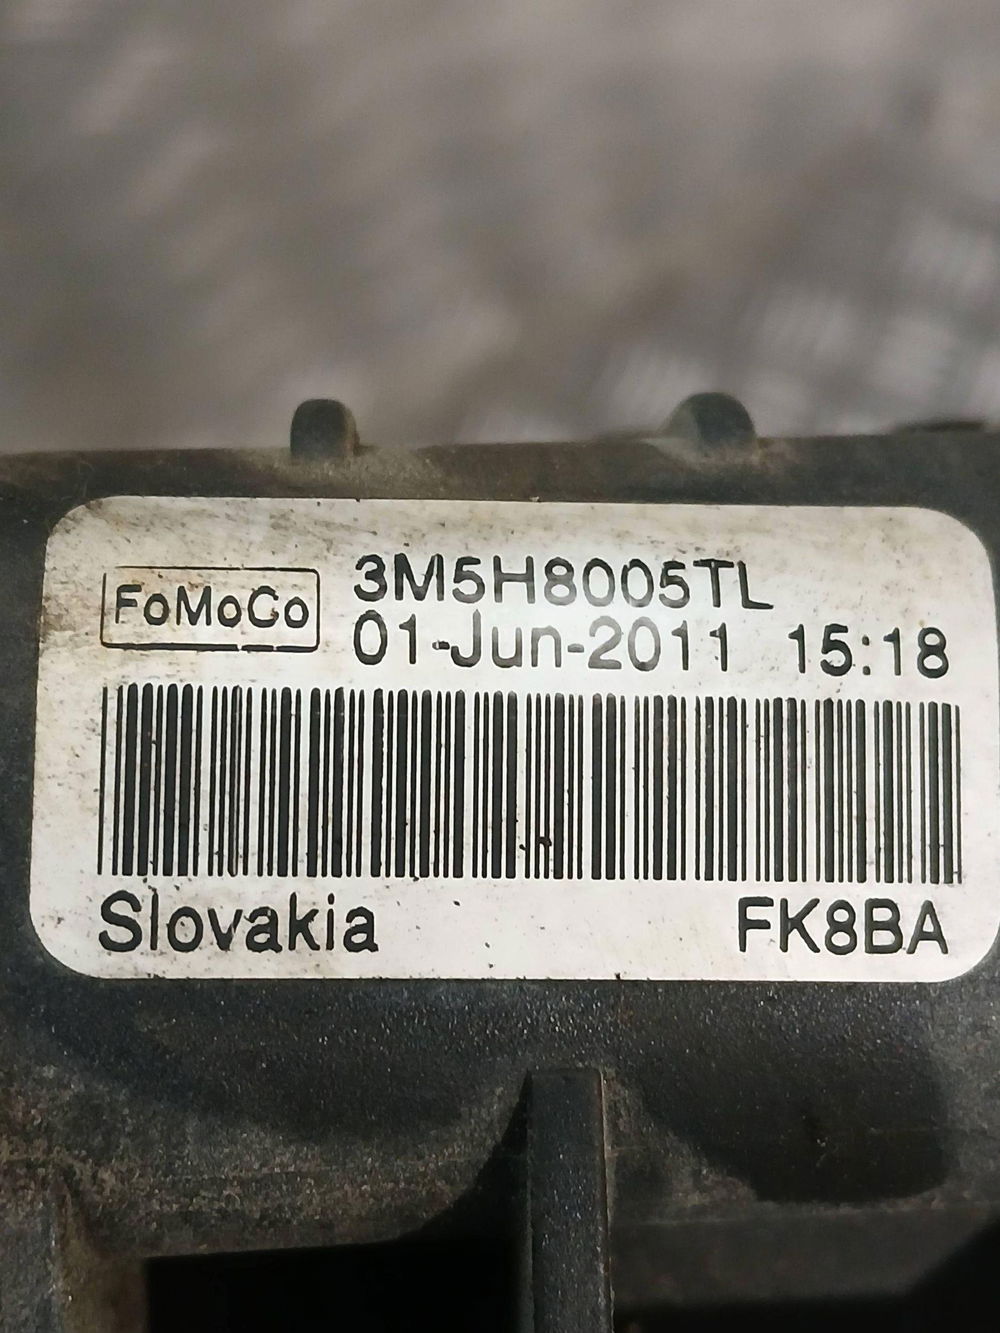 FoMoCo
3M5H8005TL
01-Jun-2011 15:18
Slovakia FK8BA